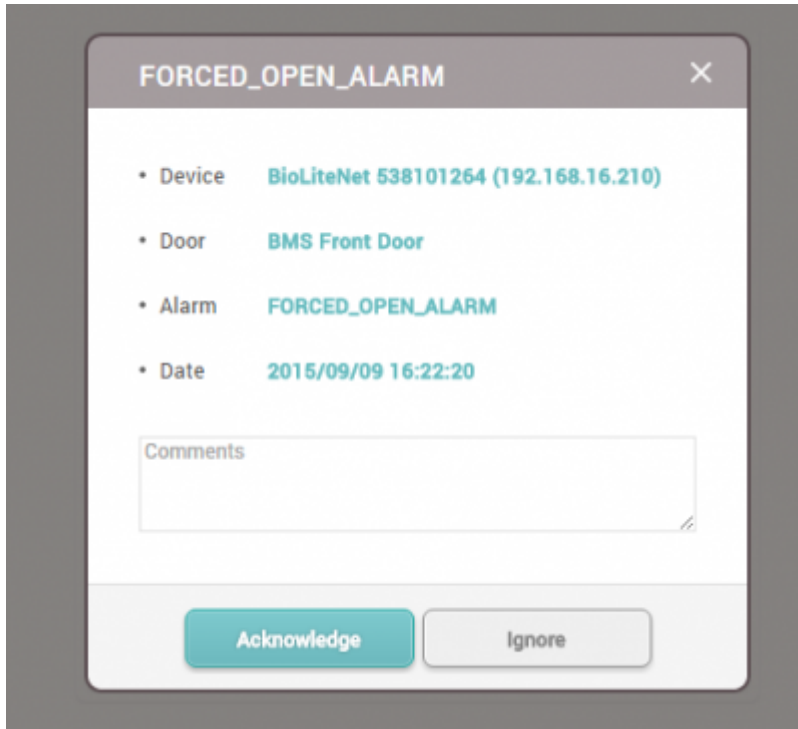 FORCED_OPEN_ALARM
• Device BioLiteNet 538101264 (192.168.16.210)
• Door BMS Front Door
• Alarm FORCED_OPEN_ALARM
• Date 2015/09/09 16:22:20
Comments
Acknowledge Ignore